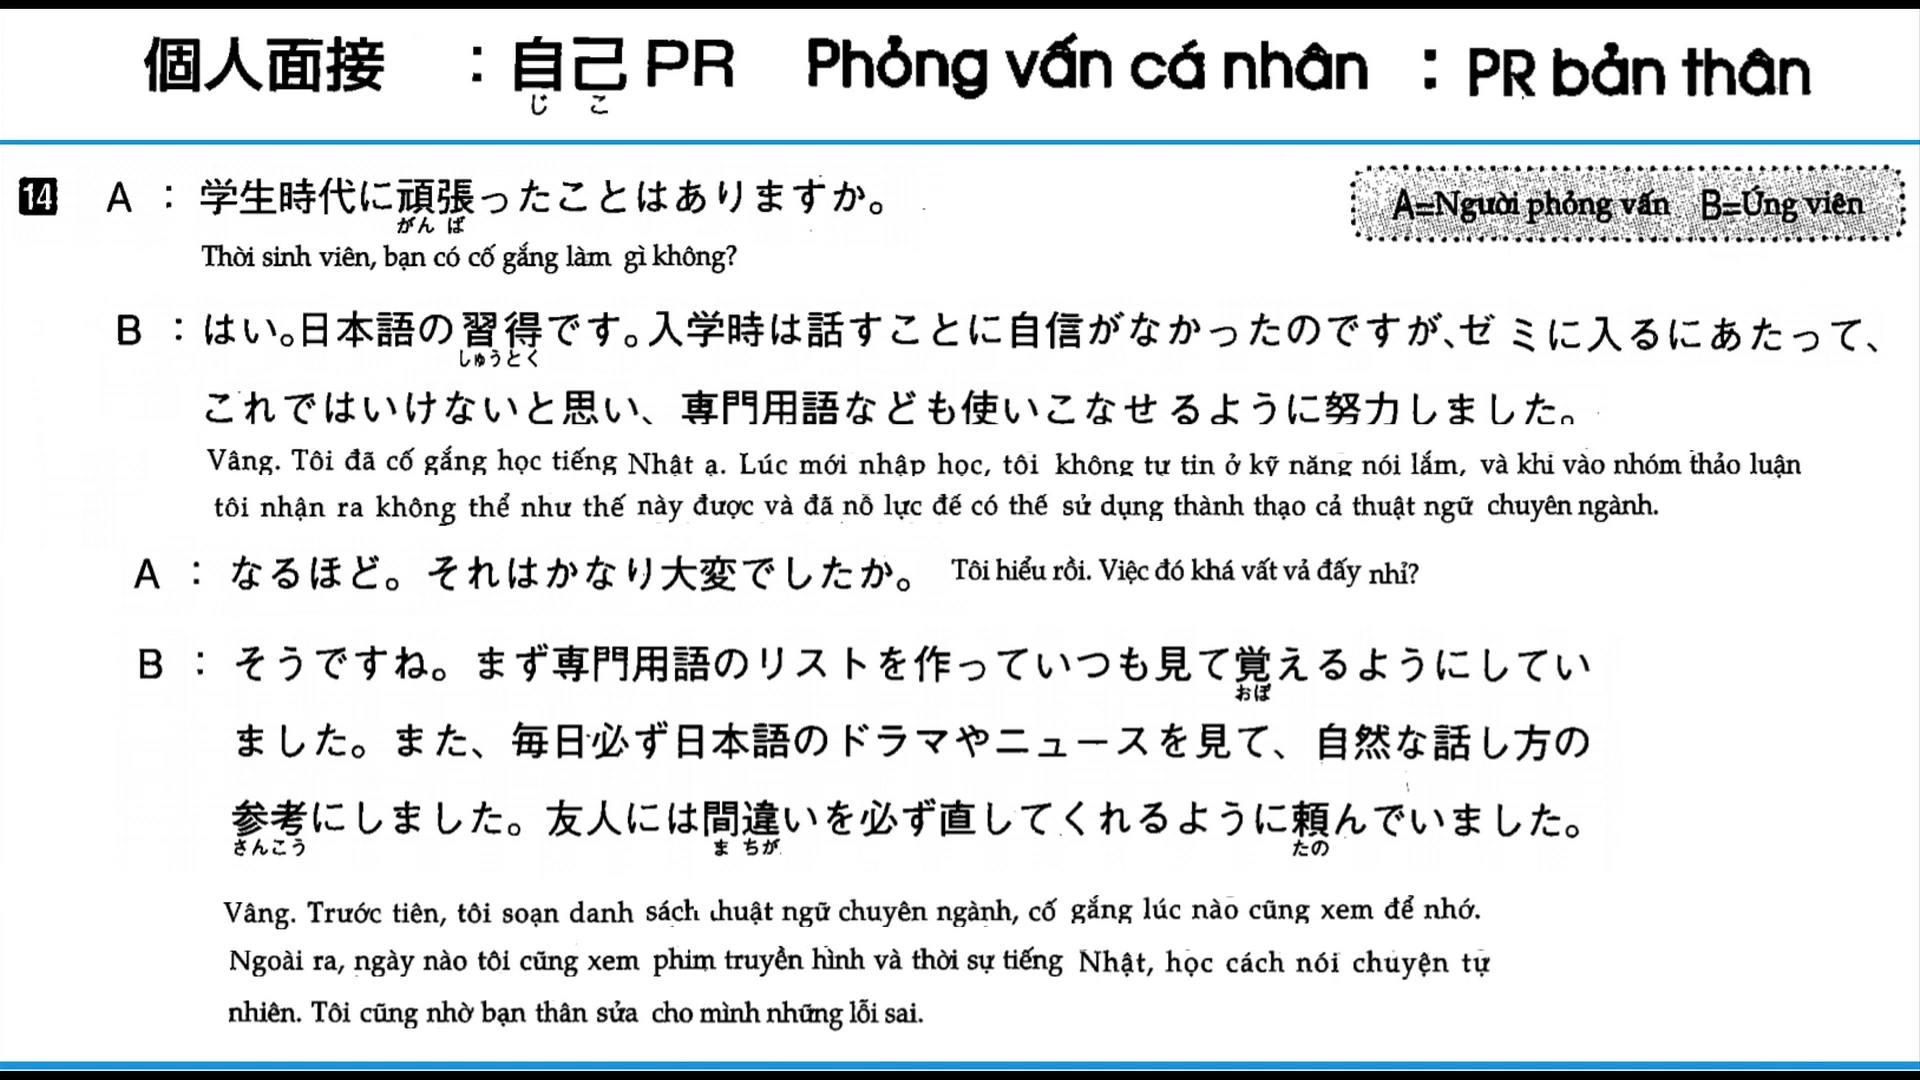 個人面接 ：自己PR Phỏng vấn cá nhân : PR bản thân
じ こ
14 A ： 学生時代に頑張ったことはありますか。 A=Người phỏng vấn B=Ứng viên
がん ば
Thời sinh viên, bạn có cố gắng làm gì không?
B ：はい。日本語の習得です。入学時は話すことに自信がなかったのですが、ゼミに入るにあたって、
しゅうとく
これではいけないと思い、専門用語なども使いこなせるように努力しました。
Vâng. Tôi đã cố gắng học tiếng Nhật ạ. Lúc mới nhập học, tôi không tự tin ở kỹ năng nói lắm, và khi vào nhóm thảo luận
tôi nhận ra không thể như thế này được và đã nỗ lực để có thể sử dụng thành thạo cả thuật ngữ chuyên ngành.
A ： なるほど。それはかなり大変でしたか。 Tôi hiểu rồi. Việc đó khá vất vả đấy nhỉ?
B ： そうですね。まず専門用語のリストを作っていつも見て覚えるようにしてい
おぼ
ました。また、毎日必ず日本語のドラマやニュースを見て、自然な話し方の
参考にしました。友人には間違いを必ず直してくれるように頼んでいました。
さんこう ま ちが たの
Vâng. Trước tiên, tôi soạn danh sách thuật ngữ chuyên ngành, cố gắng lúc nào cũng xem để nhớ.
Ngoài ra, ngày nào tôi cũng xem phim truyền hình và thời sự tiếng Nhật, học cách nói chuyện tự
nhiên. Tôi cũng nhờ bạn thân sửa cho mình những lỗi sai.